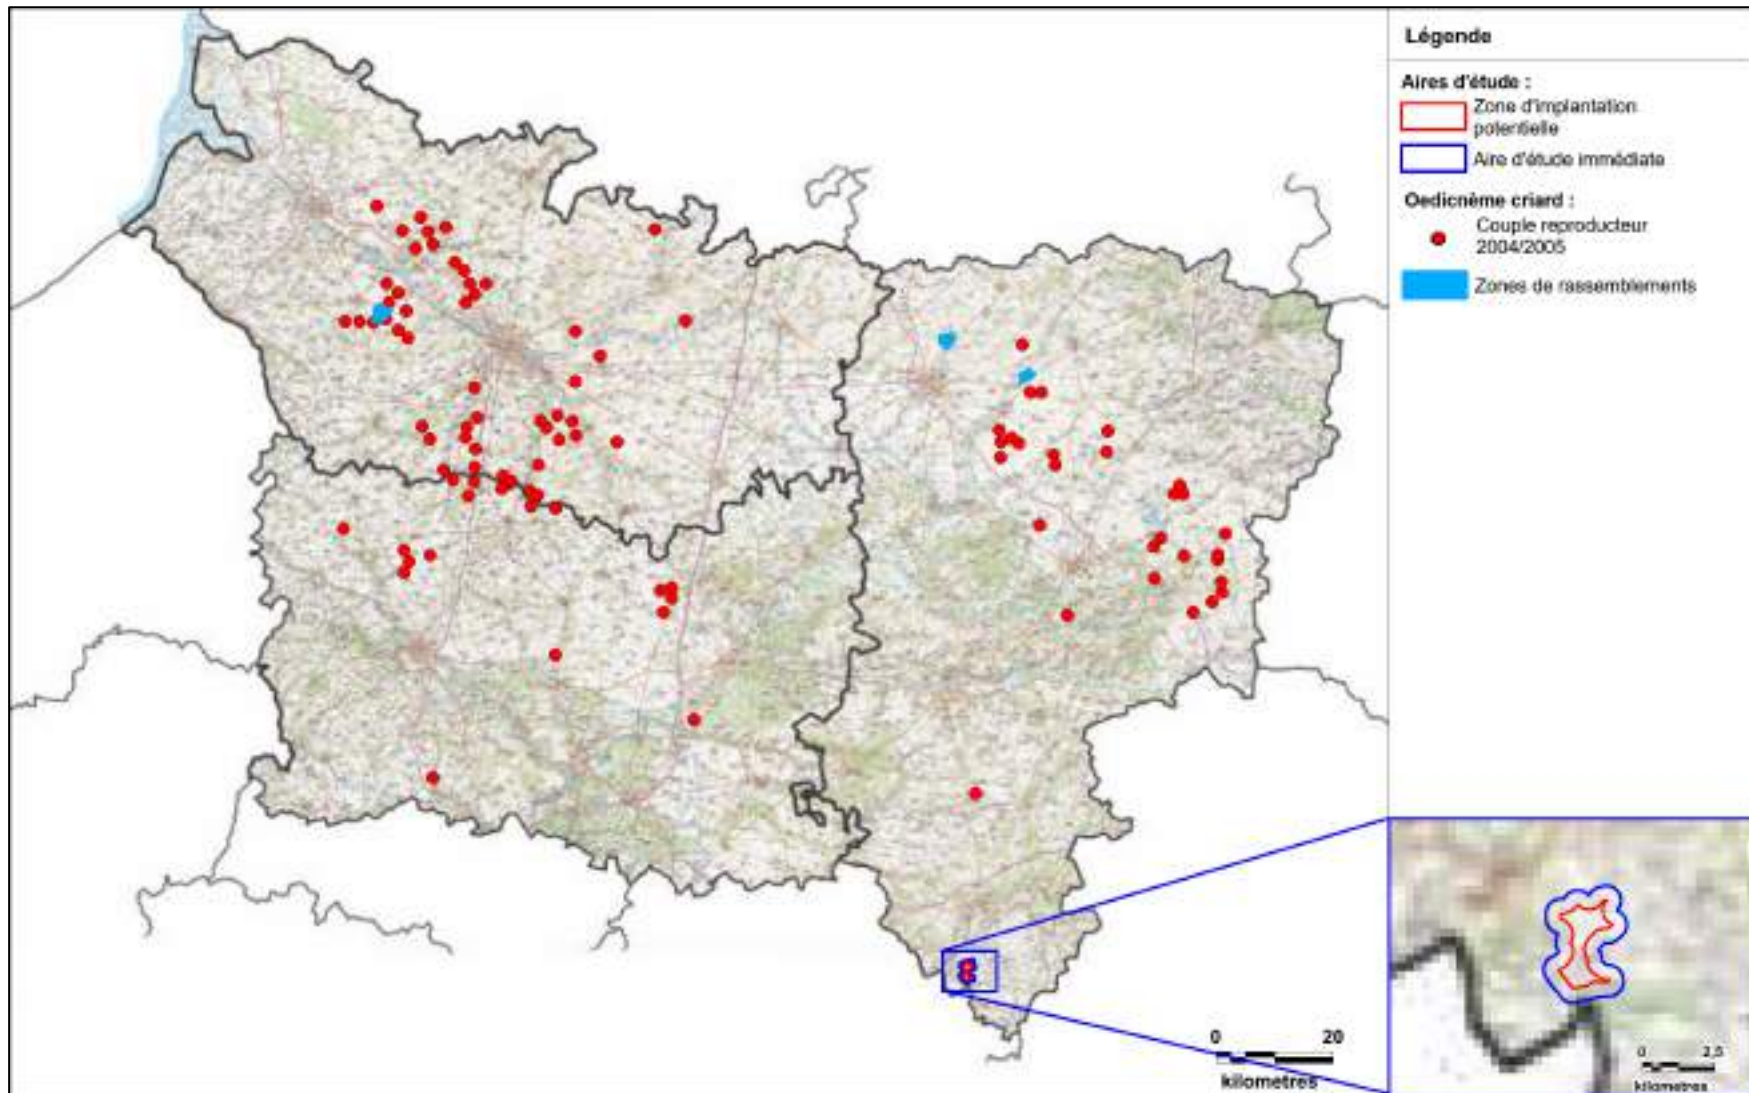 Légende
Aires d'étude :
Zone d'implantation
potentielle
Aire d'étude immédiate
Oedicnème criard :
Couple reproducteur
2004/2005
Zones de rassemblements
0 20
kilometres
0 2,5
kilometres